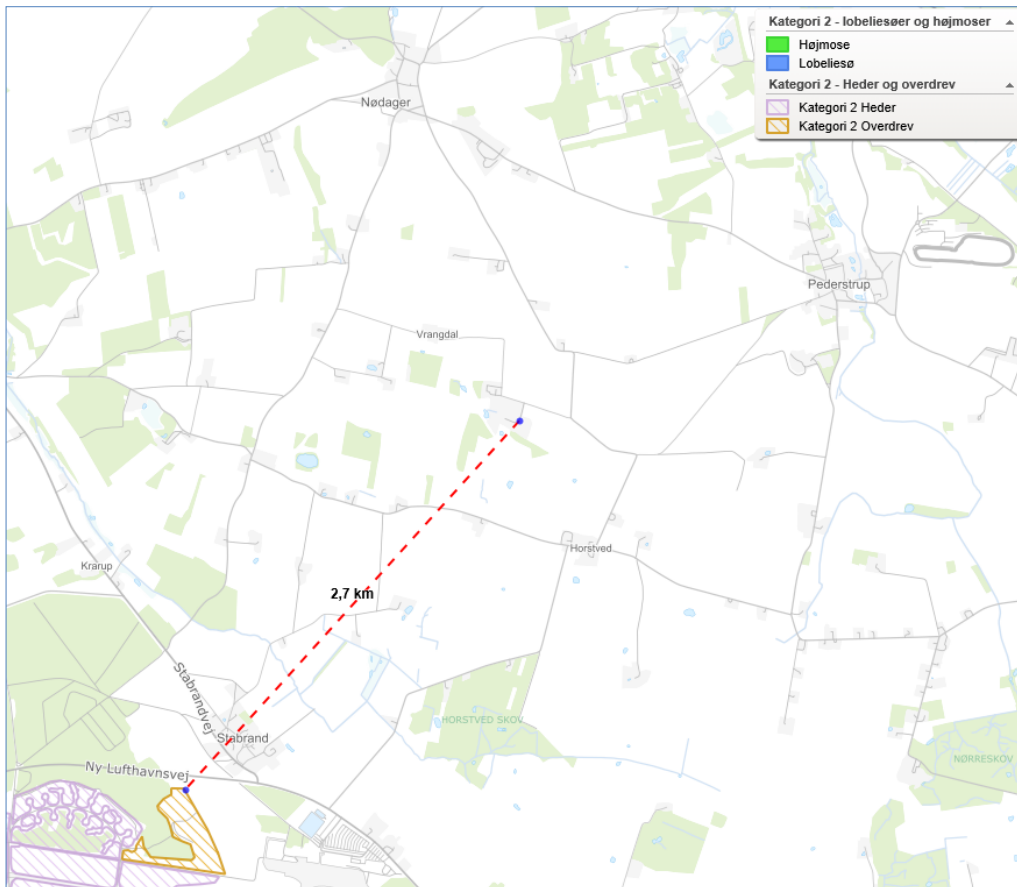 Kategori 2 - lobeliesøer og højmoser
Højmose
Lobeliesø
Kategori 2 - Heder og overdrev
Kategori 2 Heder
Kategori 2 Overdrev
Nødager
Pederstrup
Vrangdal
Horstved
Krarup
2,7 km
Stabrandvej
HORSTVED SKOV
Stabrand
NØRRESKOV
Ny Lufthavnsvej